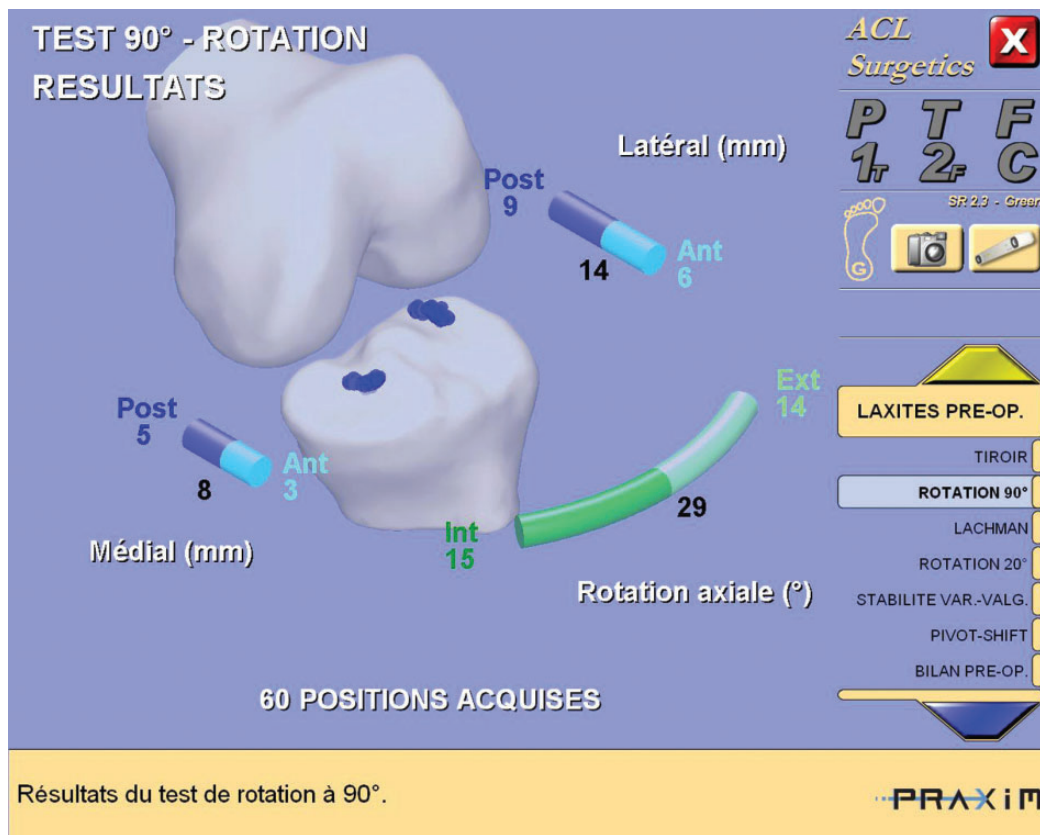 TEST 90° - ROTATION
RESULTATS
Latéral (mm)
Post
9
14
Ant
6
Post
5
8
Ant
3
Médial (mm)
Ext
14
29
Int
15
Rotation axiale (°)
60 POSITIONS ACQUISES
Résultats du test de rotation à 90°.
ACL
Surgetics
X
P T F
1T 2F C
SR 2.3 - Green
G
LAXITES PRE-OP.
TIROIR
ROTATION 90°
LACHMAN
ROTATION 20°
STABILITE VAR.-VALG.
PIVOT-SHIFT
BILAN PRE-OP.
PRAXiM